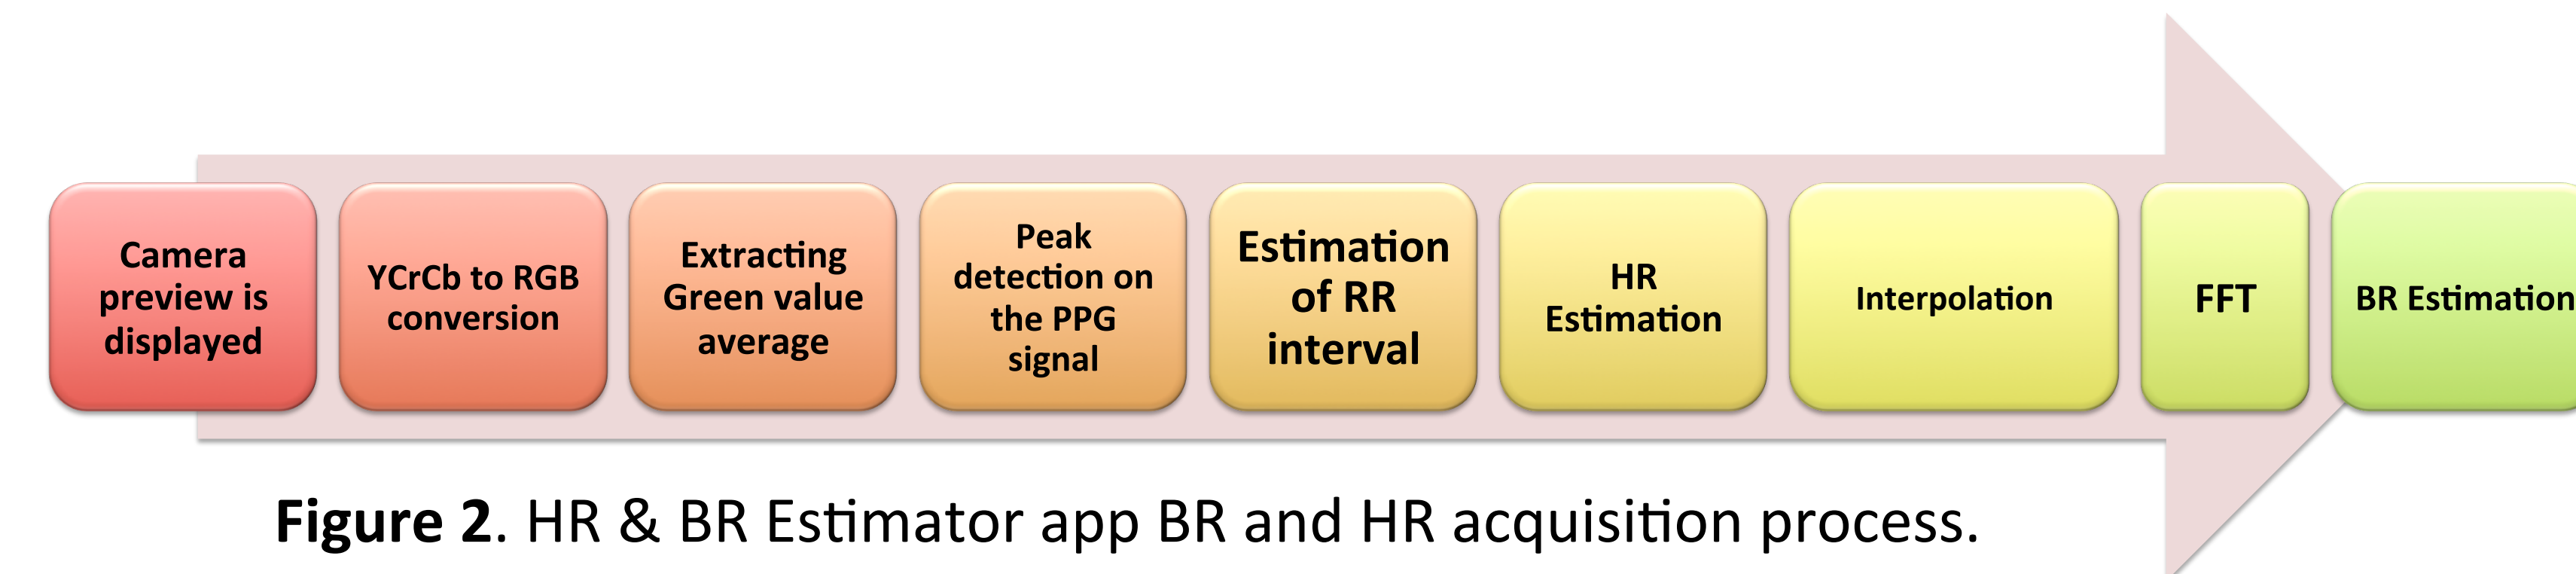 Camera
preview is
displayed
YCrCb to RGB
conversion
Extracting
Green value
average
Peak
detection on
the PPG
signal
Estimation
of RR
interval
HR
Estimation
Interpolation
FFT
BR Estimation
Figure 2. HR & BR Estimator app BR and HR acquisition process.